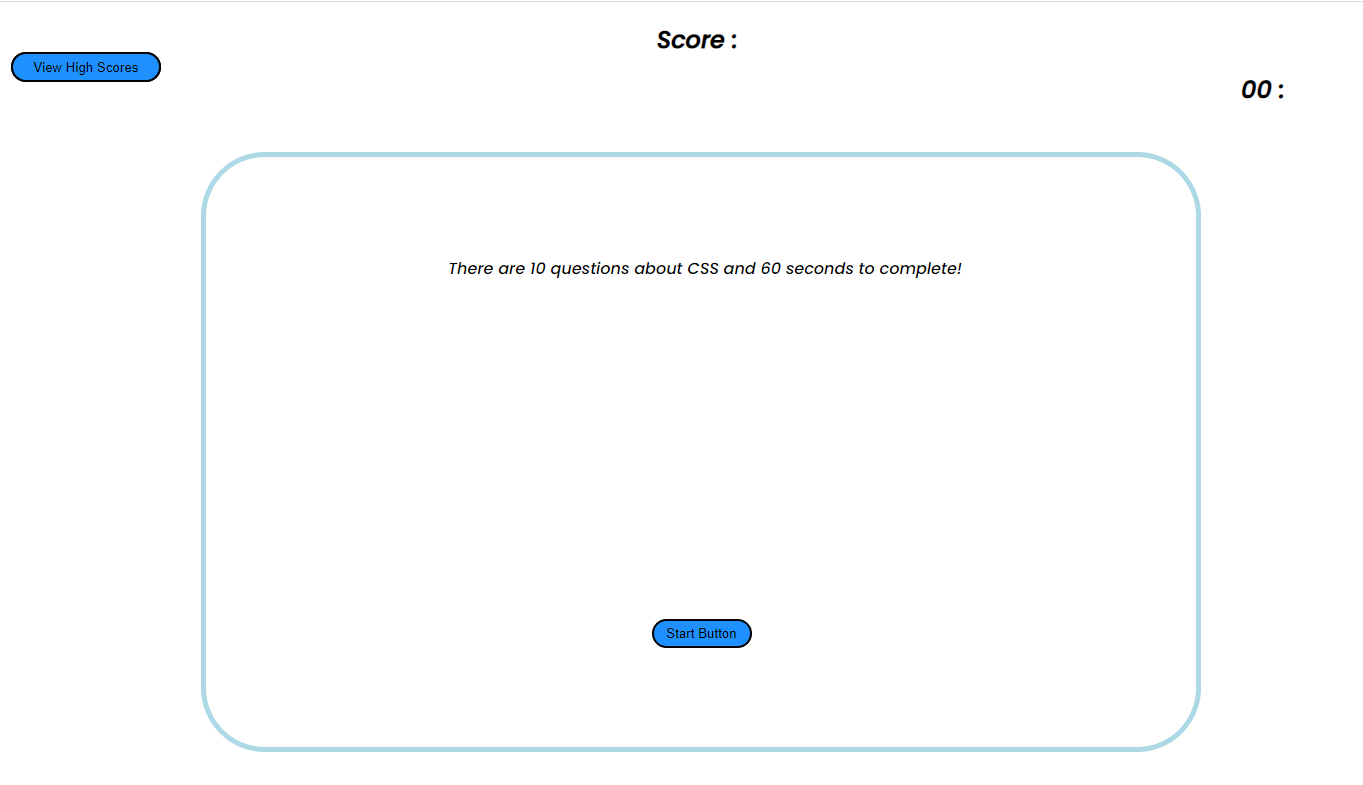 Score :
View High Scores
00 :
There are 10 questions about CSS and 60 seconds to complete!
Start Button